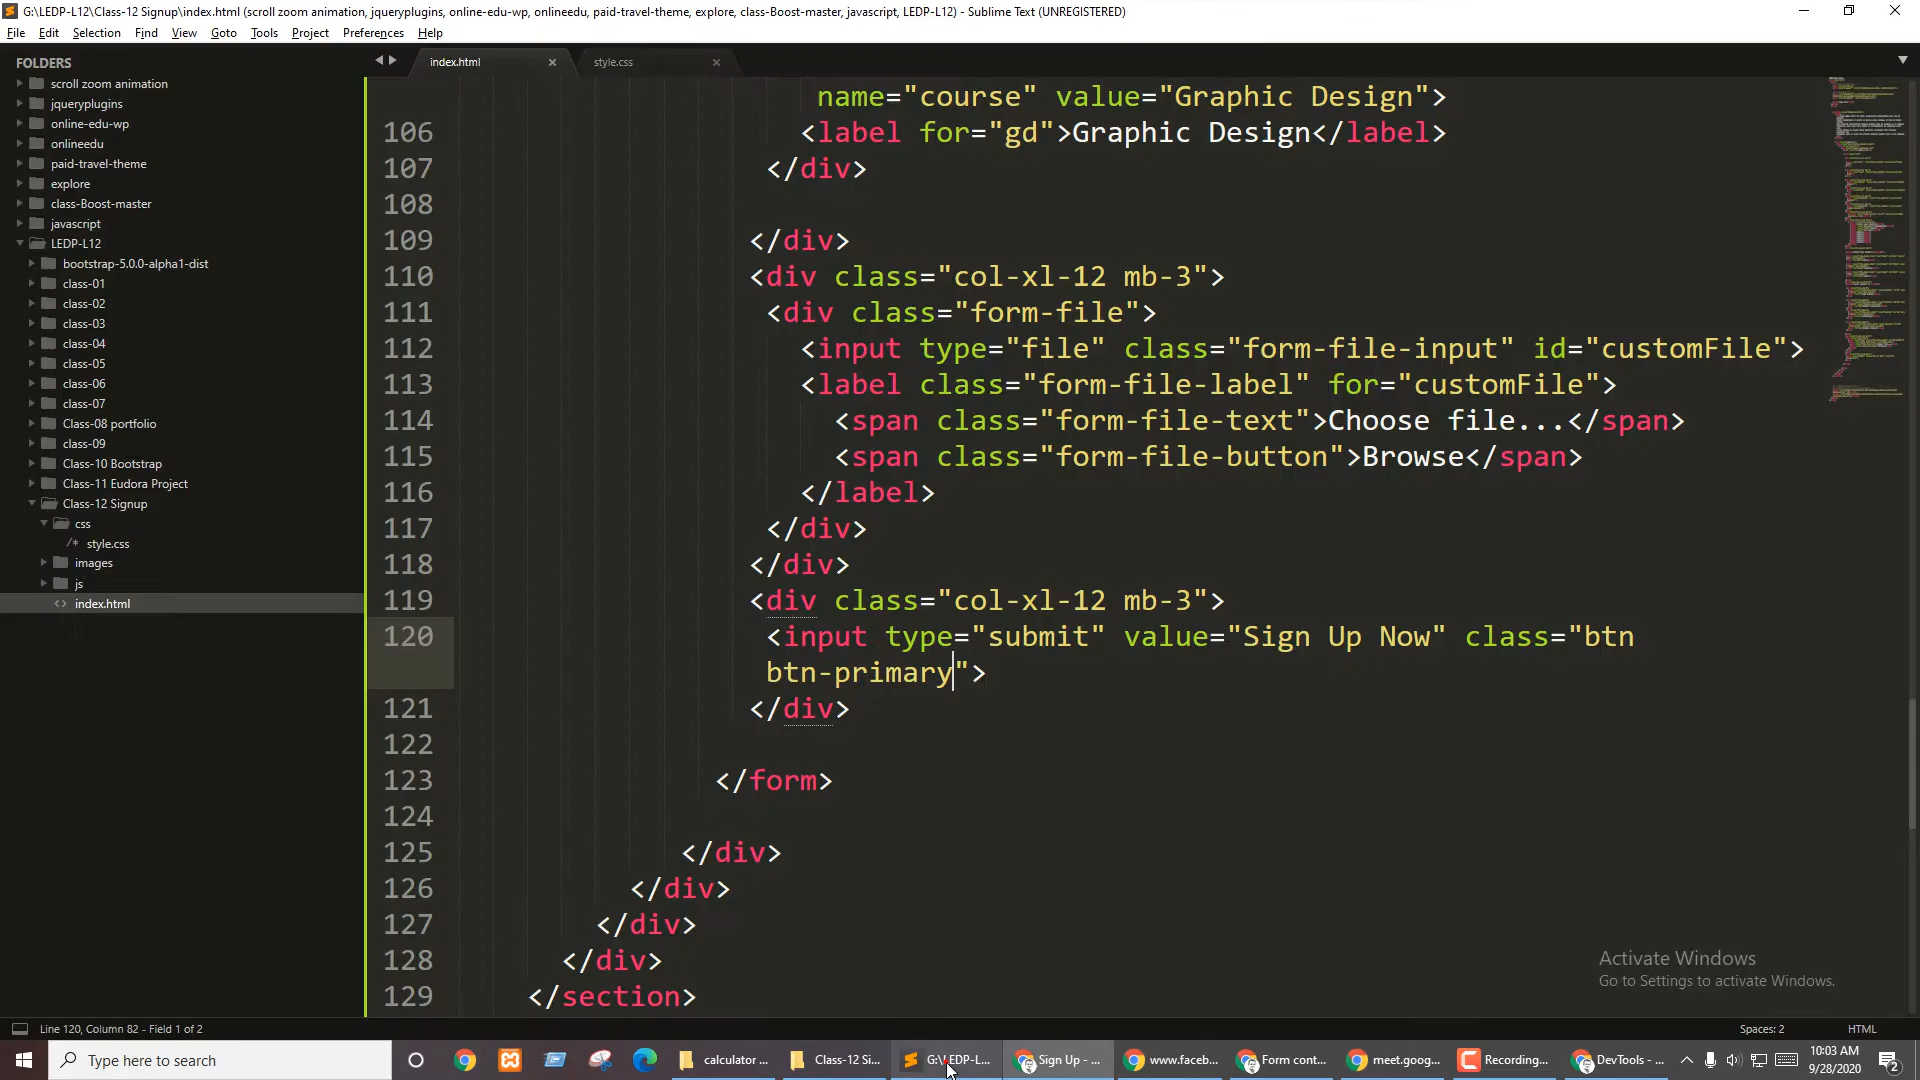 G:\LEDP-L12\Class-12 Signup\index.html (scroll zoom animation, jqueryplugins, online-edu-wp, onlineedu, paid-travel-theme, explore, class-Boost-master, javascript, LEDP-L12) - Sublime Text (UNREGISTERED)
File Edit Selection Find View Goto Tools Project Preferences Help
FOLDERS
scroll zoom animation
jqueryplugins
online-edu-wp
onlineedu
paid-travel-theme
explore
class-Boost-master
javascript
LEDP-L12
bootstrap-5.0.0-alpha1-dist
class-01
class-02
class-03
class-04
class-05
class-06
class-07
Class-08 portfolio
class-09
Class-10 Bootstrap
Class-11 Eudora Project
Class-12 Signup
css
/* style.css
images
js
<> index.html
index.html
style.css
name="course" value="Graphic Design">
106 <label for="gd">Graphic Design</label>
107 </div>
108
109 </div>
110 <div class="col-xl-12 mb-3">
111 <div class="form-file">
112 <input type="file" class="form-file-input" id="customFile">
113 <label class="form-file-label" for="customFile">
114 <span class="form-file-text">Choose file...</span>
115 <span class="form-file-button">Browse</span>
116 </label>
117 </div>
118 </div>
119 <div class="col-xl-12 mb-3">
120 <input type="submit" value="Sign Up Now" class="btn
btn-primary">
121 </div>
122
123 </form>
124
125 </div>
126 </div>
127 </div>
128 </div>
129 </section>
Activate Windows
Go to Settings to activate Windows.
Line 120, Column 82 - Field 1 of 2
Spaces: 2
HTML
Type here to search
calculator ...
Class-12 Si...
G:\LEDP-L...
Sign Up - ...
www.faceb...
Form cont...
meet.goog...
Recording...
DevTools - ...
10:03 AM
9/28/2020
2